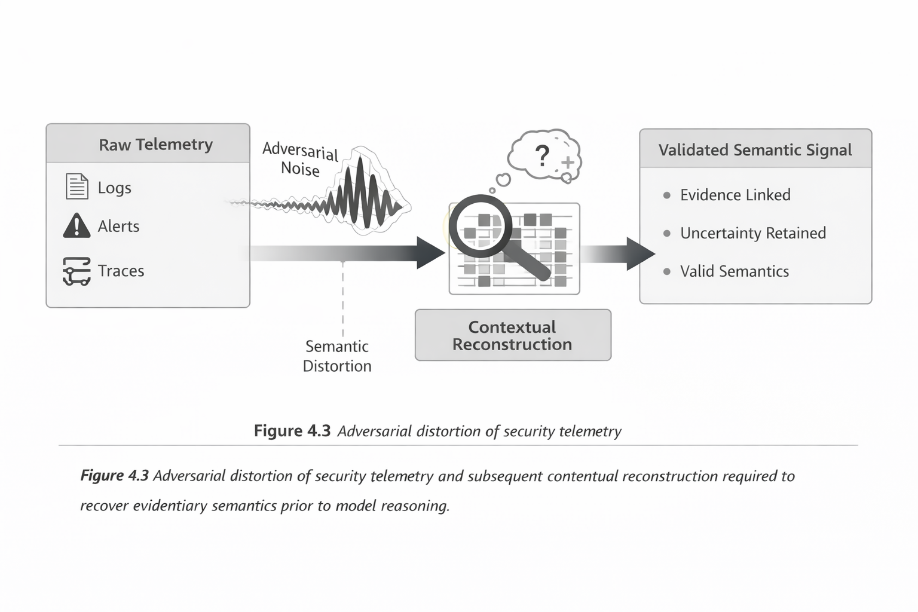 Raw Telemetry
Logs
Alerts
Traces
Adversarial
Noise
Semantic
Distortion
?
+
Contextual
Reconstruction
Validated Semantic Signal
• Evidence Linked
• Uncertainty Retained
• Valid Semantics
Figure 4.3 Adversarial distortion of security telemetry
Figure 4.3 Adversarial distortion of security telemetry and subsequent contentual reconstruction required to
recover evidentiary semantics prior to model reasoning.